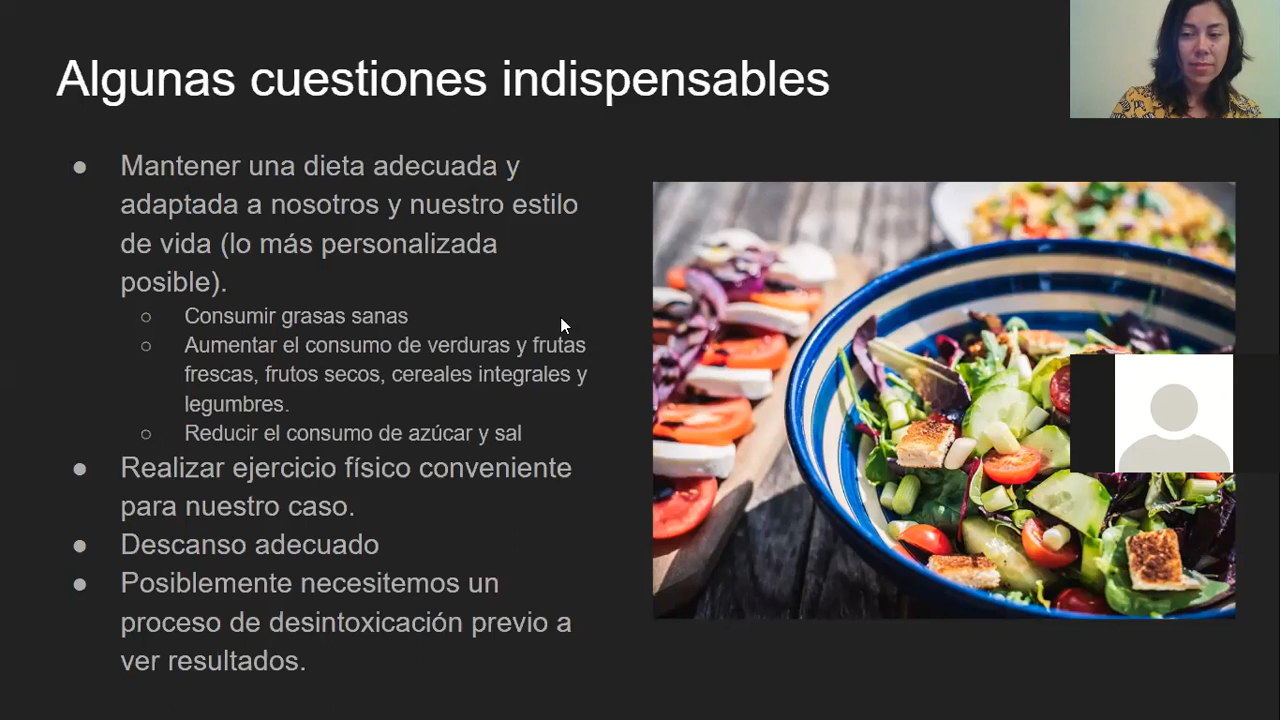 Algunas cuestiones indispensables
● Mantener una dieta adecuada y
adaptada a nosotros y nuestro estilo
de vida (lo más personalizada
posible).
○ Consumir grasas sanas
○ Aumentar el consumo de verduras y frutas
frescas, frutos secos, cereales integrales y
legumbres.
○ Reducir el consumo de azúcar y sal
● Realizar ejercicio físico conveniente
para nuestro caso.
● Descanso adecuado
● Posiblemente necesitemos un
proceso de desintoxicación previo a
ver resultados.